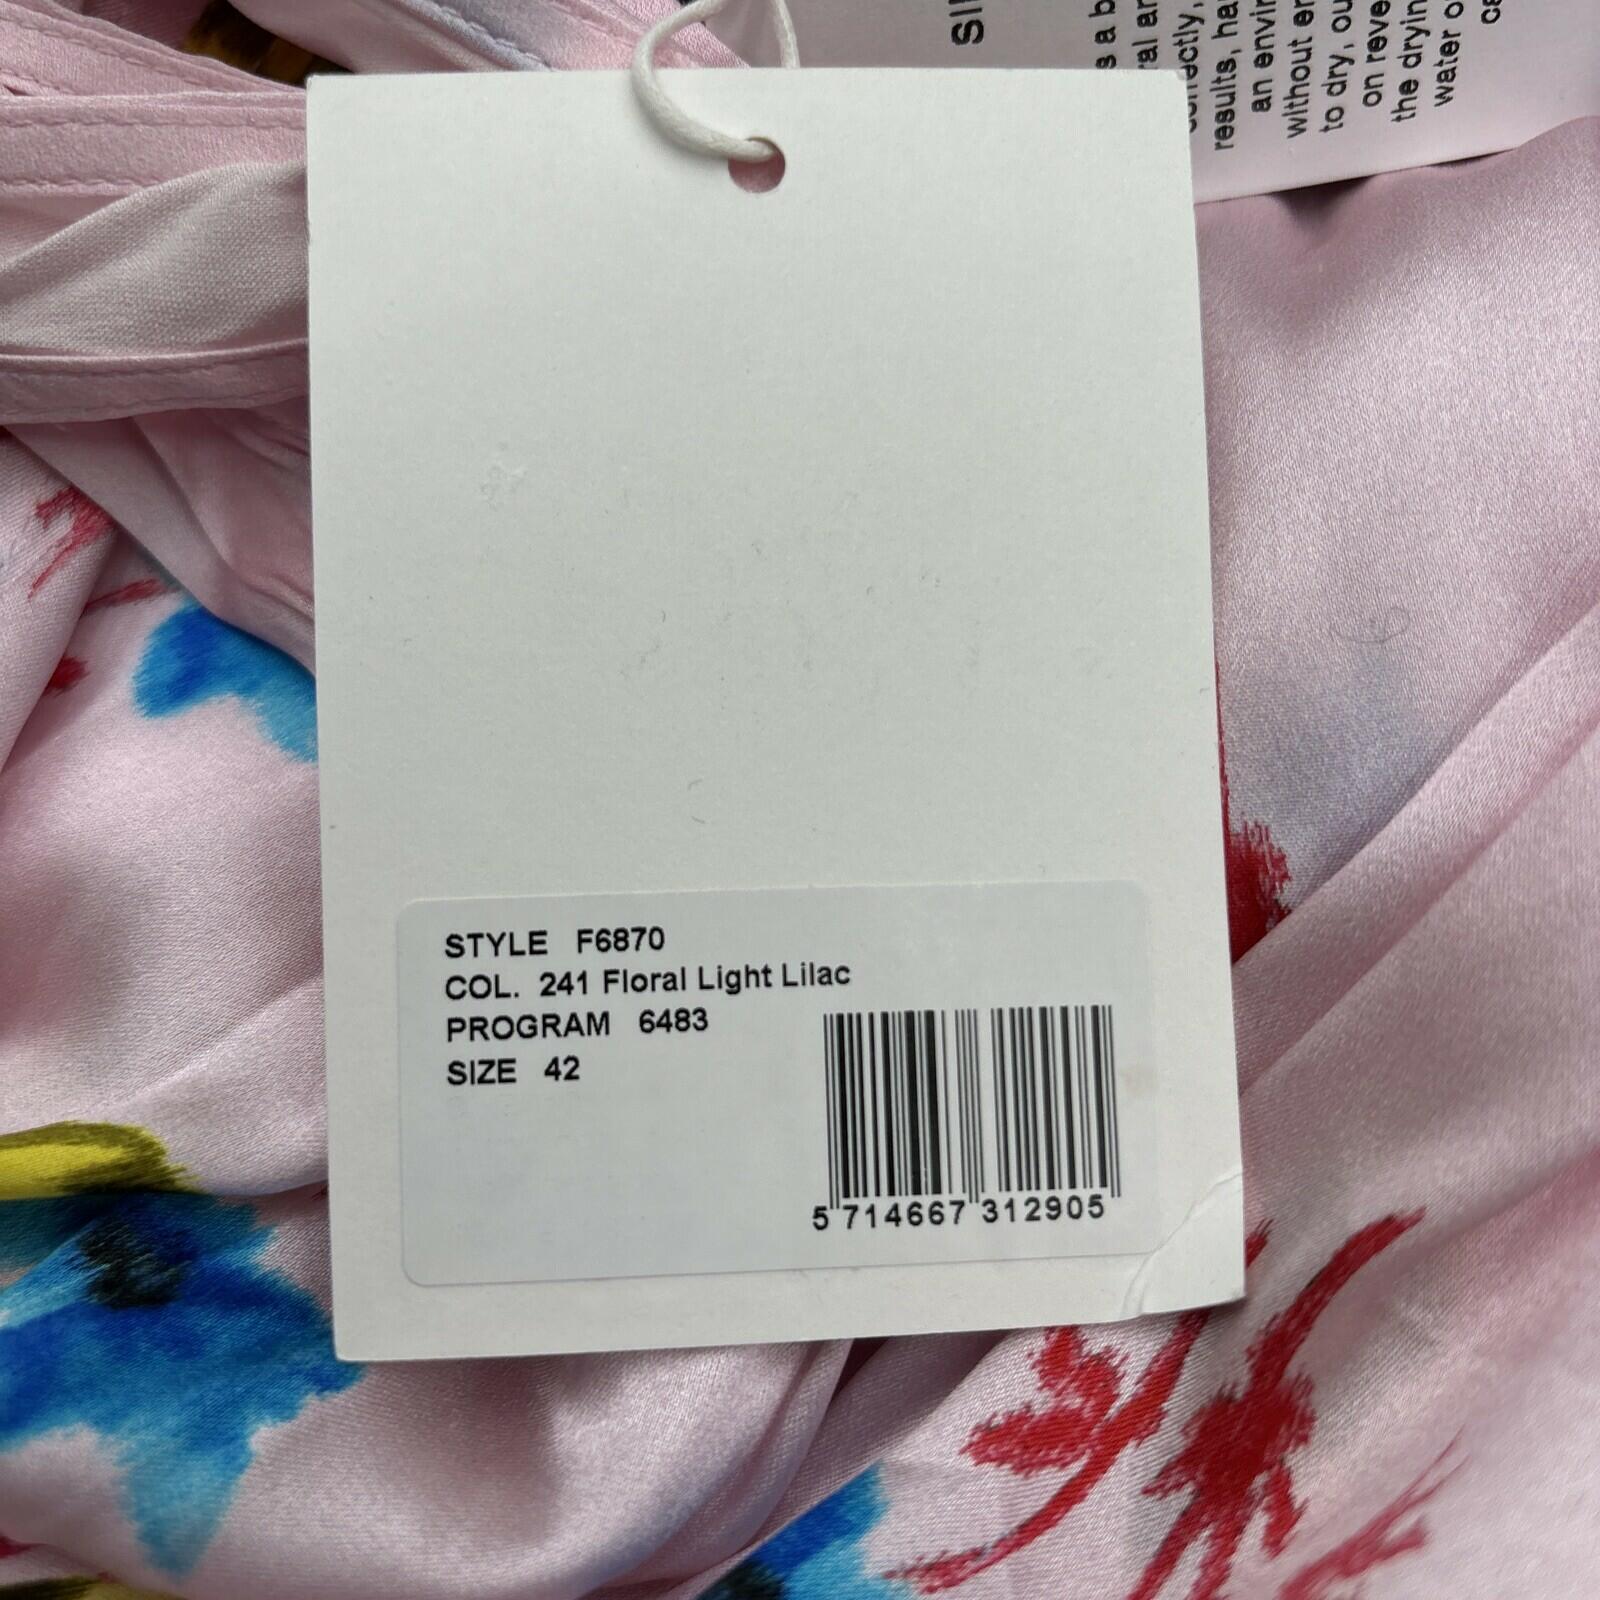 STYLE F6870
COL. 241 Floral Light Lilac
PROGRAM 6483
SIZE 42
5 714667 312905
results, ha
an envir
without e
to dry, ou
on reve
the dryin
water o